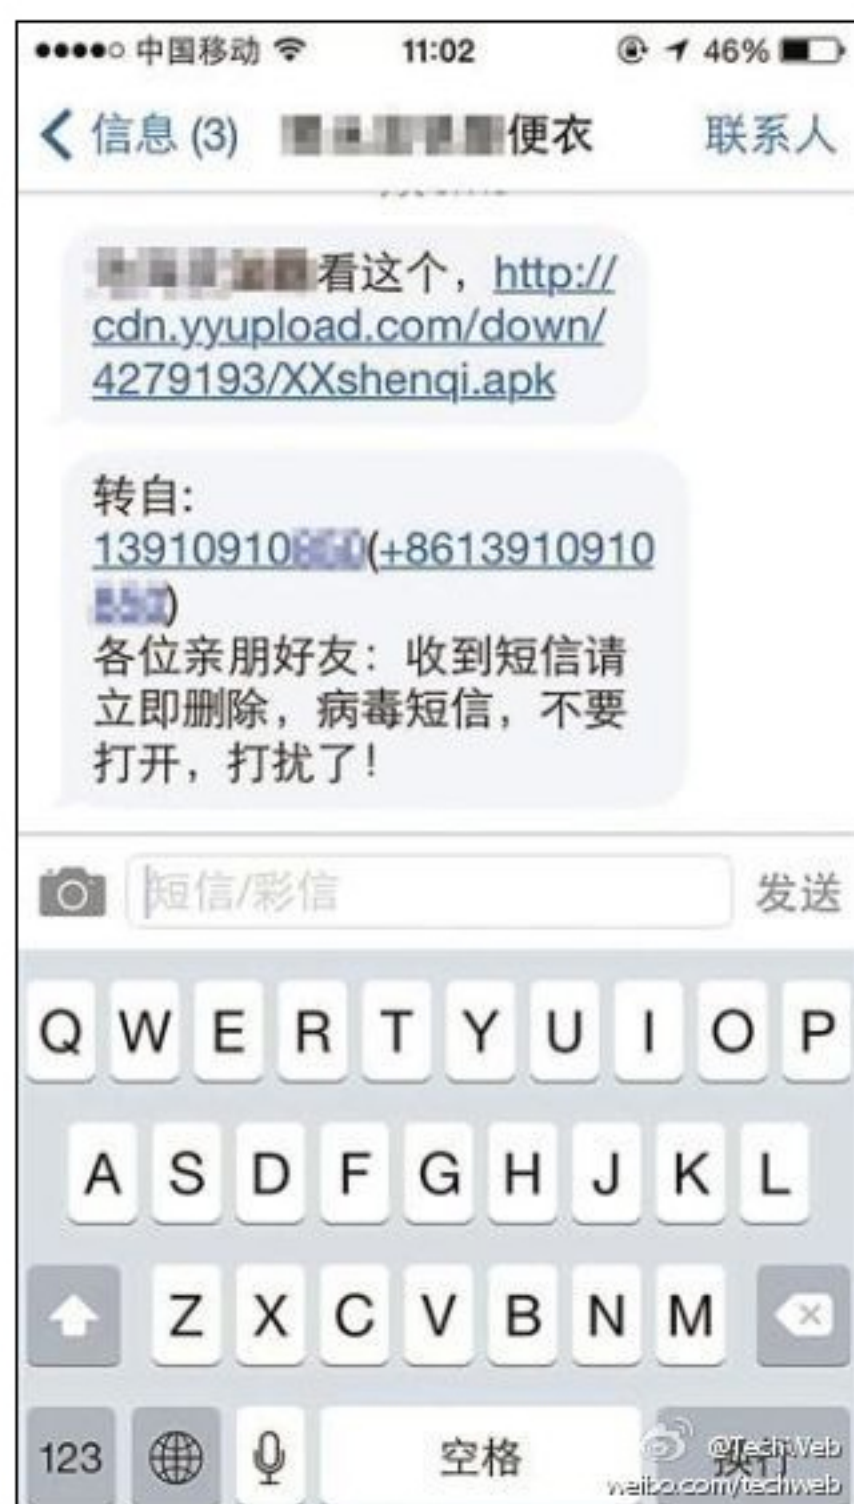 中国移动 11:02 46%
信息 (3) 便衣 联系人
看这个，http://
cdn.yyupload.com/down/
4279193/XXshenqi.apk
转自:
13910910(+8613910910
)
各位亲朋好友：收到短信请
立即删除，病毒短信，不要
打开，打扰了！
短信/彩信 发送
Q W E R T Y U I O P
A S D F G H J K L
Z X C V B N M
123 空格 换行
@TechWeb
weibo.com/techweb